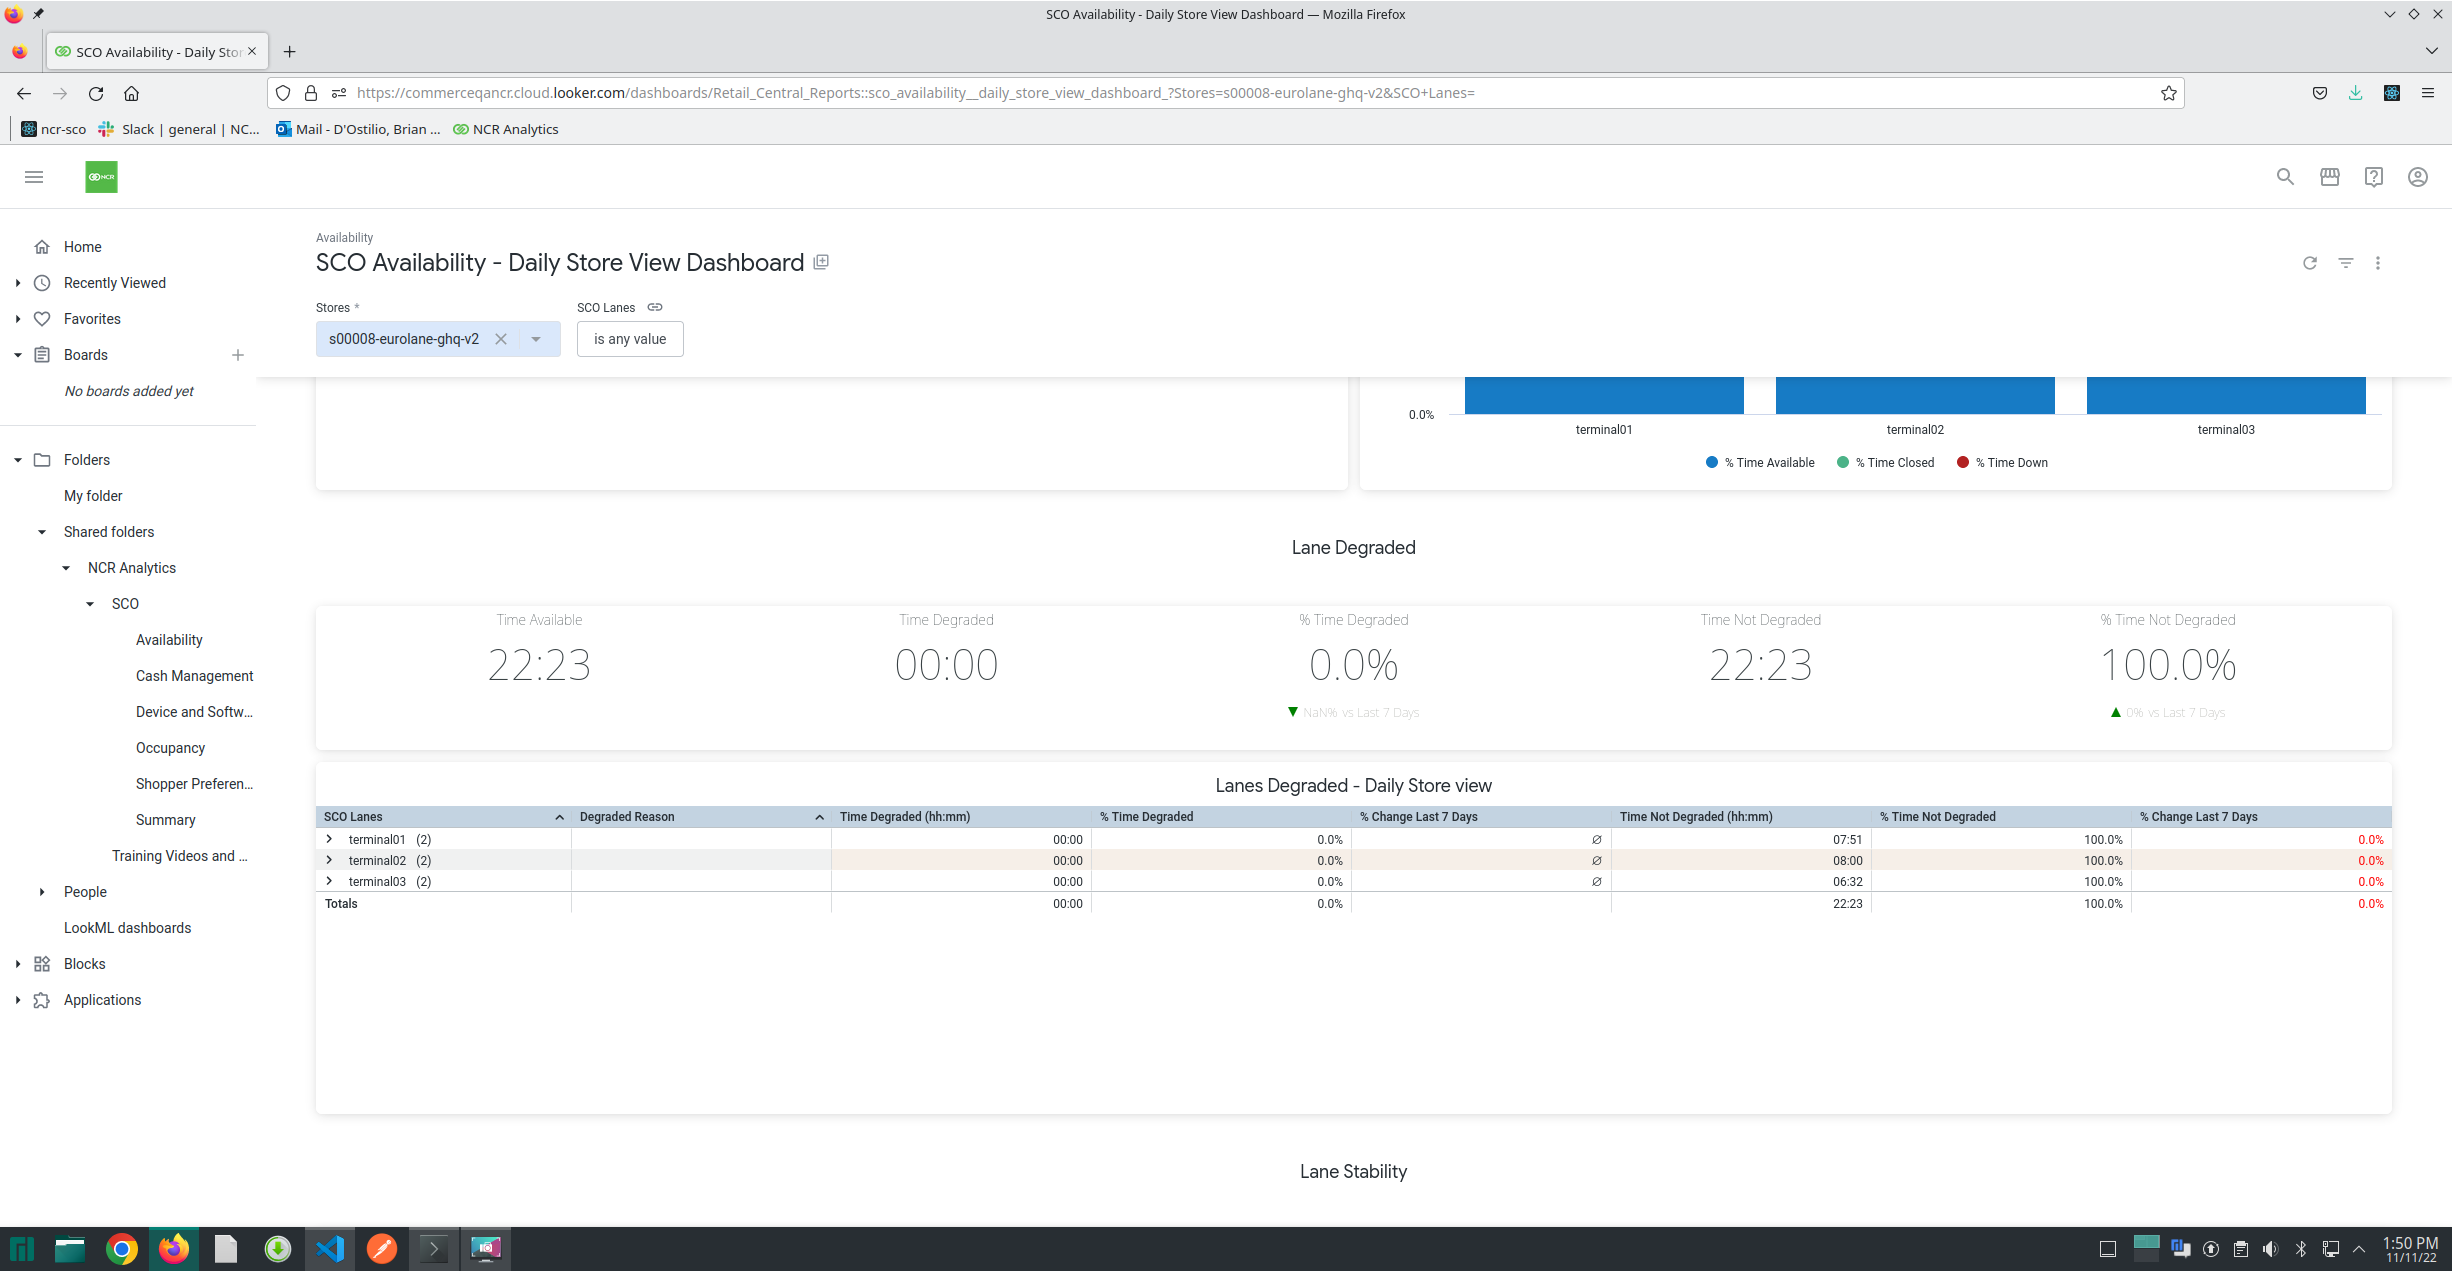 SCO Availability - Daily Store View Dashboard — Mozilla Firefox
SCO Availability - Daily Stor
https://commerceqancr.cloud.looker.com/dashboards/Retail_Central_Reports::sco_availability__daily_store_view_dashboard_?Stores=s00008-eurolane-ghq-v2&SCO+Lanes=
ncr-sco Slack | general | NC... Mail - D'Ostilio, Brian ... NCR Analytics
NCR
Home
Recently Viewed
Favorites
Boards
No boards added yet
Folders
My folder
Shared folders
NCR Analytics
SCO
Availability
Cash Management
Device and Softw...
Occupancy
Shopper Preferen...
Summary
Training Videos and ...
People
LookML dashboards
Blocks
Applications
Availability
SCO Availability - Daily Store View Dashboard
Stores * SCO Lanes
s00008-eurolane-ghq-v2 is any value
0.0%
terminal01 terminal02 terminal03
% Time Available % Time Closed % Time Down
Lane Degraded
Time Available Time Degraded % Time Degraded Time Not Degraded % Time Not Degraded
22:23 00:00 0.0% 22:23 100.0%
▼ NaN% vs Last 7 Days ▲ 0% vs Last 7 Days
Lanes Degraded - Daily Store view
SCO Lanes Degraded Reason Time Degraded (hh:mm) % Time Degraded % Change Last 7 Days Time Not Degraded (hh:mm) % Time Not Degraded % Change Last 7 Days
terminal01 (2) 00:00 0.0% ∅ 07:51 100.0% 0.0%
terminal02 (2) 00:00 0.0% ∅ 08:00 100.0% 0.0%
terminal03 (2) 00:00 0.0% ∅ 06:32 100.0% 0.0%
Totals 00:00 0.0% 22:23 100.0% 0.0%
Lane Stability
1:50 PM
11/11/22